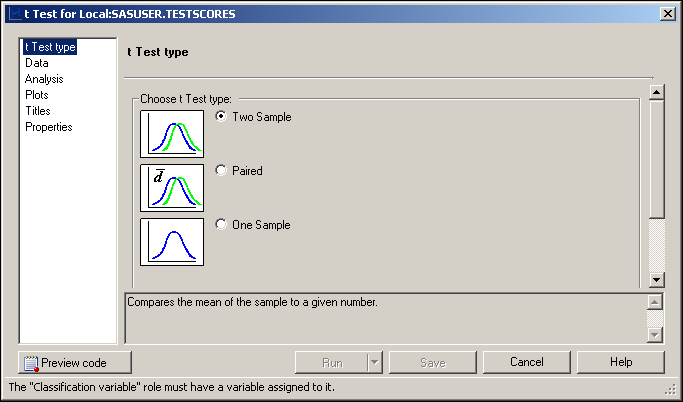 t Test for Local:SASUSER.TESTSCORES
t Test type
Data
Analysis
Plots
Titles
Properties
t Test type
Choose t Test type:
Two Sample
d̅
Paired
One Sample
Compares the mean of the sample to a given number.
Preview code
Run
Save
Cancel
Help
The "Classification variable" role must have a variable assigned to it.